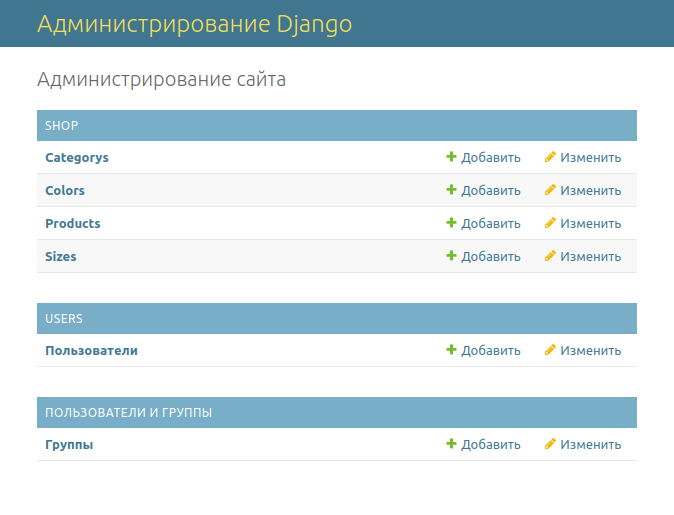 Администрирование Django
Администрирование сайта
SHOP
Categorys Добавить Изменить
Colors Добавить Изменить
Products Добавить Изменить
Sizes Добавить Изменить
USERS
Пользователи Добавить Изменить
ПОЛЬЗОВАТЕЛИ И ГРУППЫ
Группы Добавить Изменить